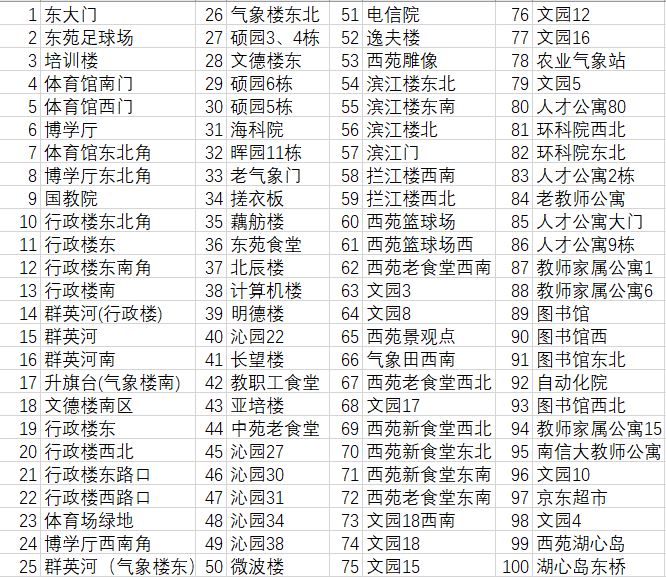 1 东大门 26 气象楼东北 51 电信院 76 文园12
2 东苑足球场 27 硕园3、4栋 52 逸夫楼 77 文园16
3 培训楼 28 文德楼东 53 西苑雕像 78 农业气象站
4 体育馆南门 29 硕园6栋 54 滨江楼东北 79 文园5
5 体育馆西门 30 硕园5栋 55 滨江楼东南 80 人才公寓80
6 博学厅 31 海科院 56 滨江楼北 81 环科院西北
7 体育馆东北角 32 晖园11栋 57 滨江门 82 环科院东北
8 博学厅东北角 33 老气象门 58 拦江楼西南 83 人才公寓2栋
9 国教院 34 搓衣板 59 拦江楼西北 84 老教师公寓
10 行政楼东北角 35 藕舫楼 60 西苑篮球场 85 人才公寓大门
11 行政楼东 36 东苑食堂 61 西苑篮球场西 86 人才公寓9栋
12 行政楼东南角 37 北辰楼 62 西苑老食堂西南 87 教师家属公寓1
13 行政楼南 38 计算机楼 63 文园3 88 教师家属公寓6
14 群英河(行政楼) 39 明德楼 64 文园8 89 图书馆
15 群英河 40 沁园22 65 西苑景观点 90 图书馆西
16 群英河南 41 长望楼 66 气象田西南 91 图书馆东北
17 升旗台(气象楼南) 42 教职工食堂 67 西苑老食堂西北 92 自动化院
18 文德楼南区 43 亚培楼 68 文园17 93 图书馆西北
19 行政楼东 44 中苑老食堂 69 西苑新食堂西北 94 教师家属公寓15
20 行政楼西北 45 沁园27 70 西苑新食堂东北 95 南信大教师公寓
21 行政楼东路口 46 沁园30 71 西苑新食堂东南 96 文园10
22 行政楼西路口 47 沁园31 72 西苑老食堂东南 97 京东超市
23 体育场绿地 48 沁园34 73 文园18西南 98 文园4
24 博学厅西南角 49 沁园38 74 文园18 99 西苑湖心岛
25 群英河（气象楼东) 50 微波楼 75 文园15 100 湖心岛东桥